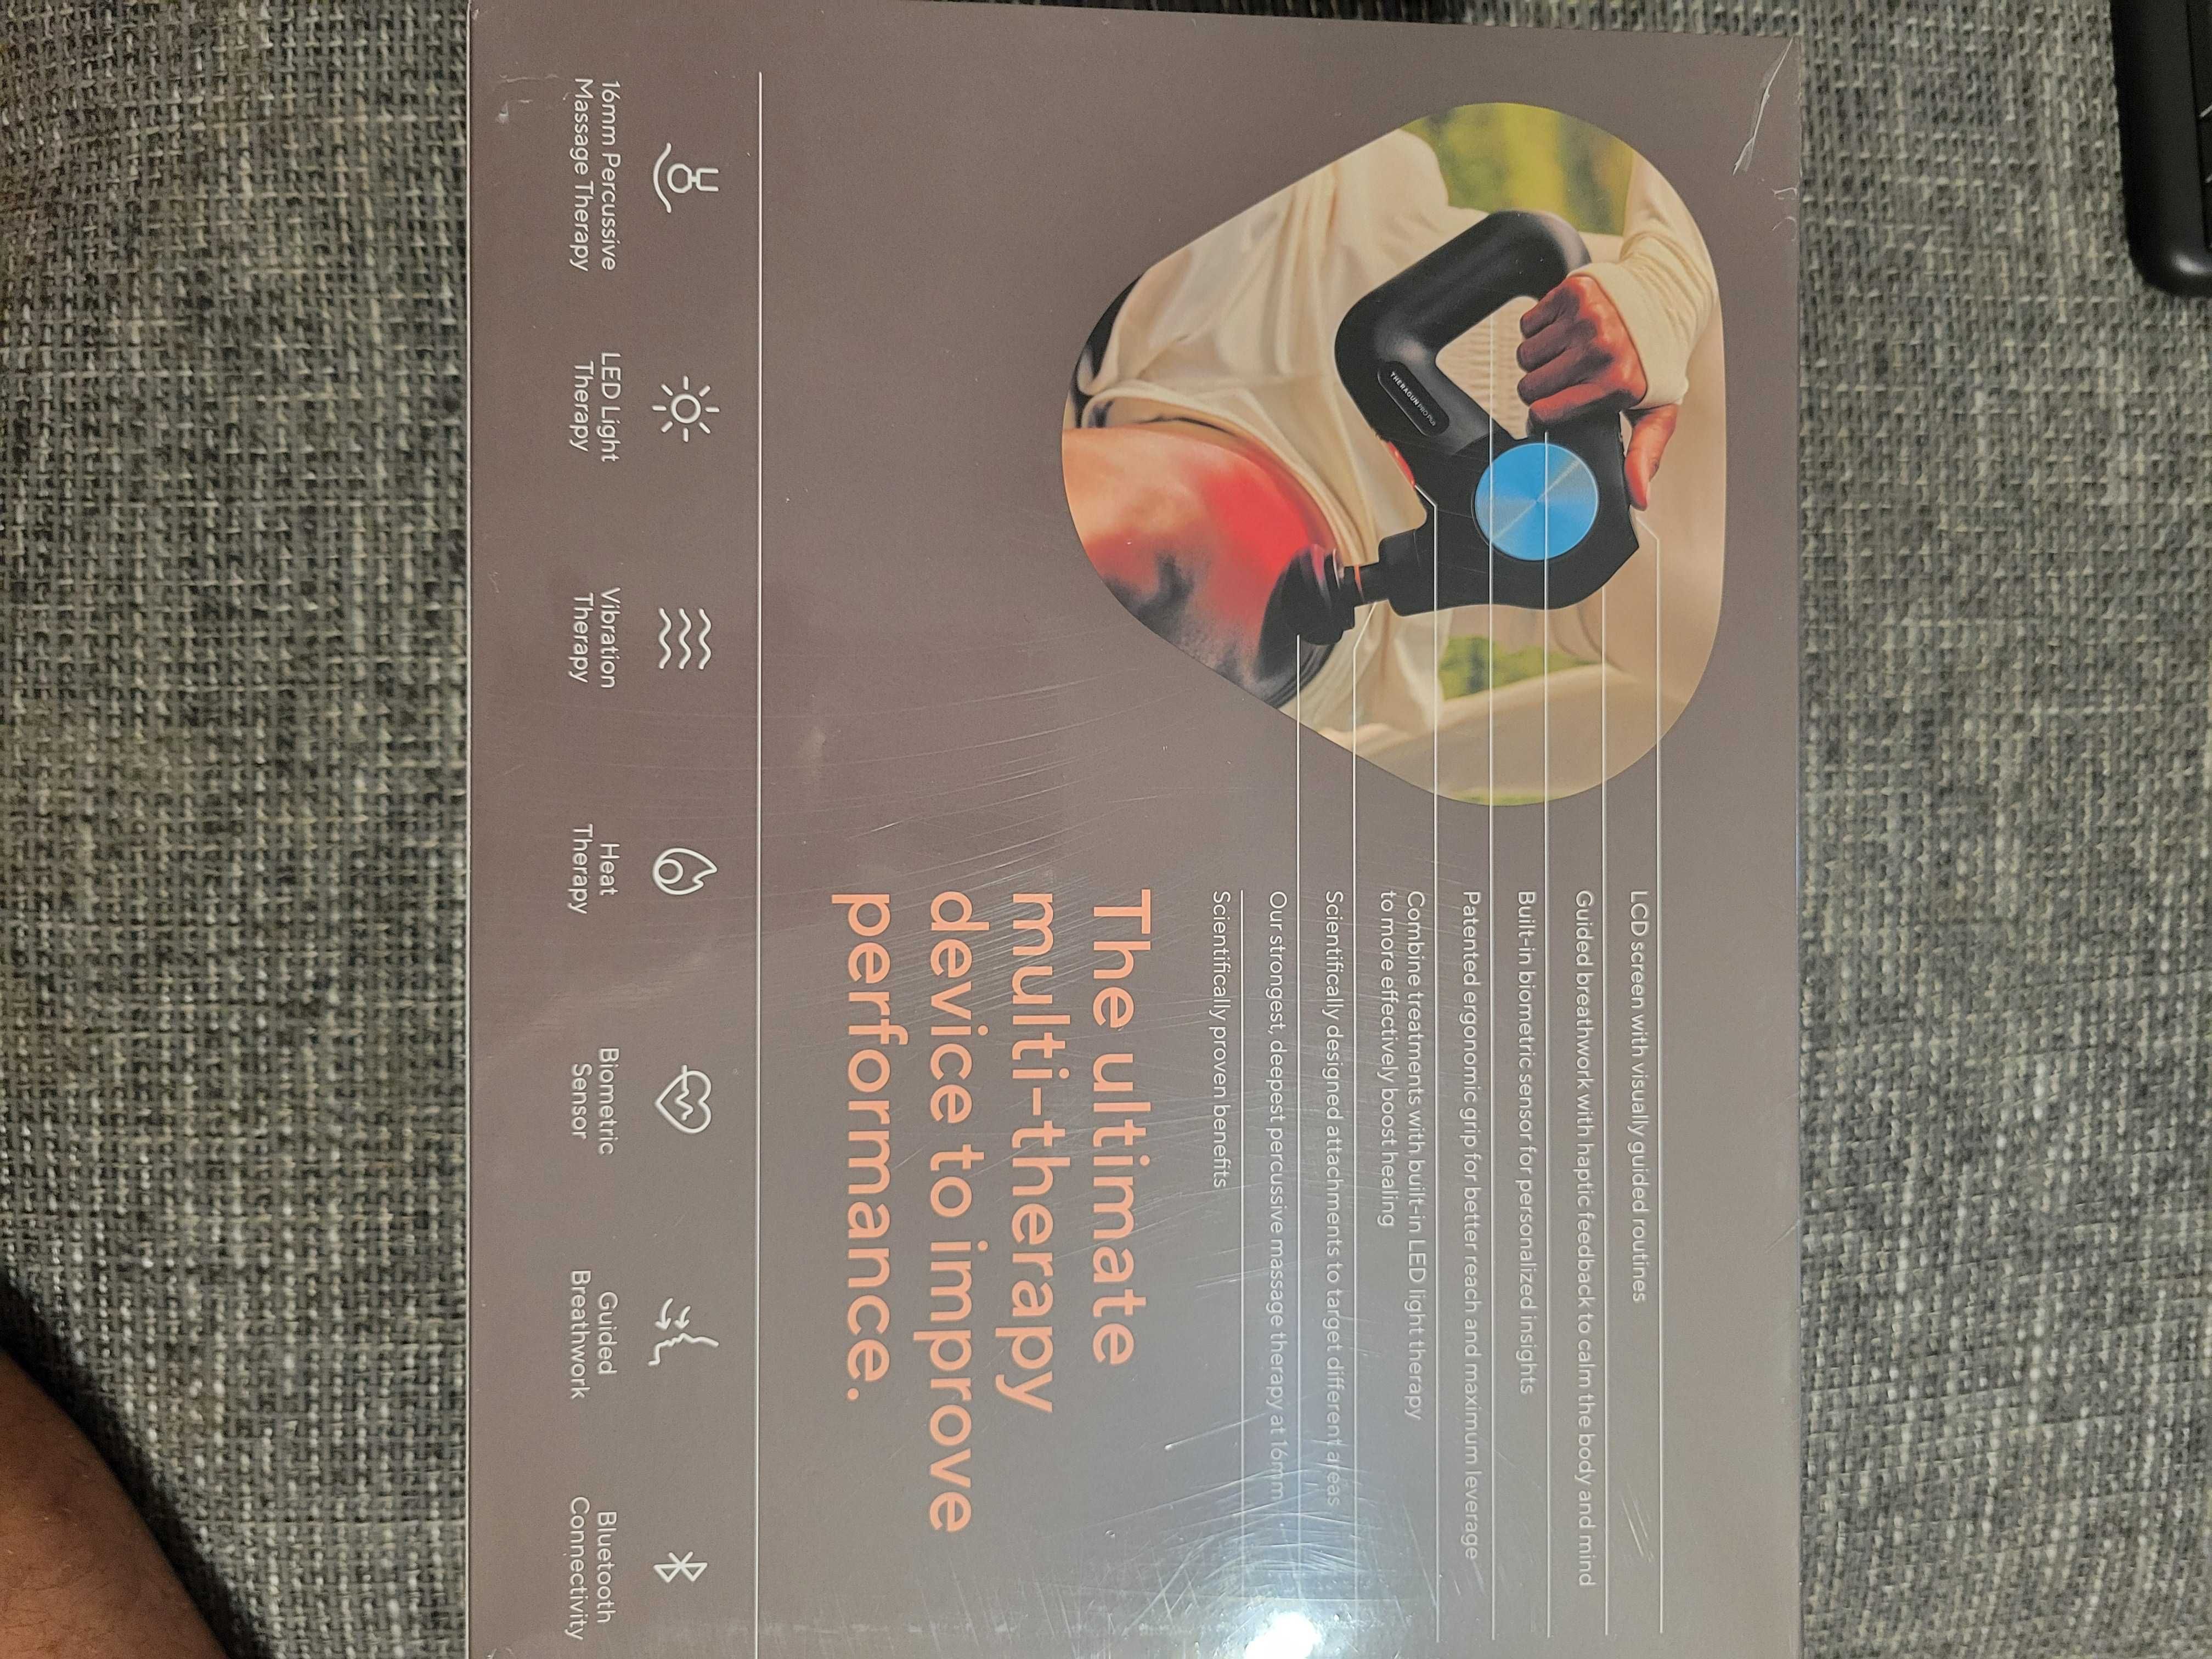 THERAGUN PRO Plus
LCD screen with visually guided routines
Guided breathwork with haptic feedback to calm the body and mind
Built-in biometric sensor for personalized insights
Patented ergonomic grip for better reach and maximum leverage
Combine treatments with built-in LED light therapy
to more effectively boost healing
Scientifically designed attachments to target different areas
Our strongest, deepest percussive massage therapy at 16mm
Scientifically proven benefits
The ultimate
multi-therapy
device to improve
performance.
16mm Percussive
Massage Therapy
LED Light
Therapy
Vibration
Therapy
Heat
Therapy
Biometric
Sensor
Guided
Breathwork
Bluetooth
Connectivity